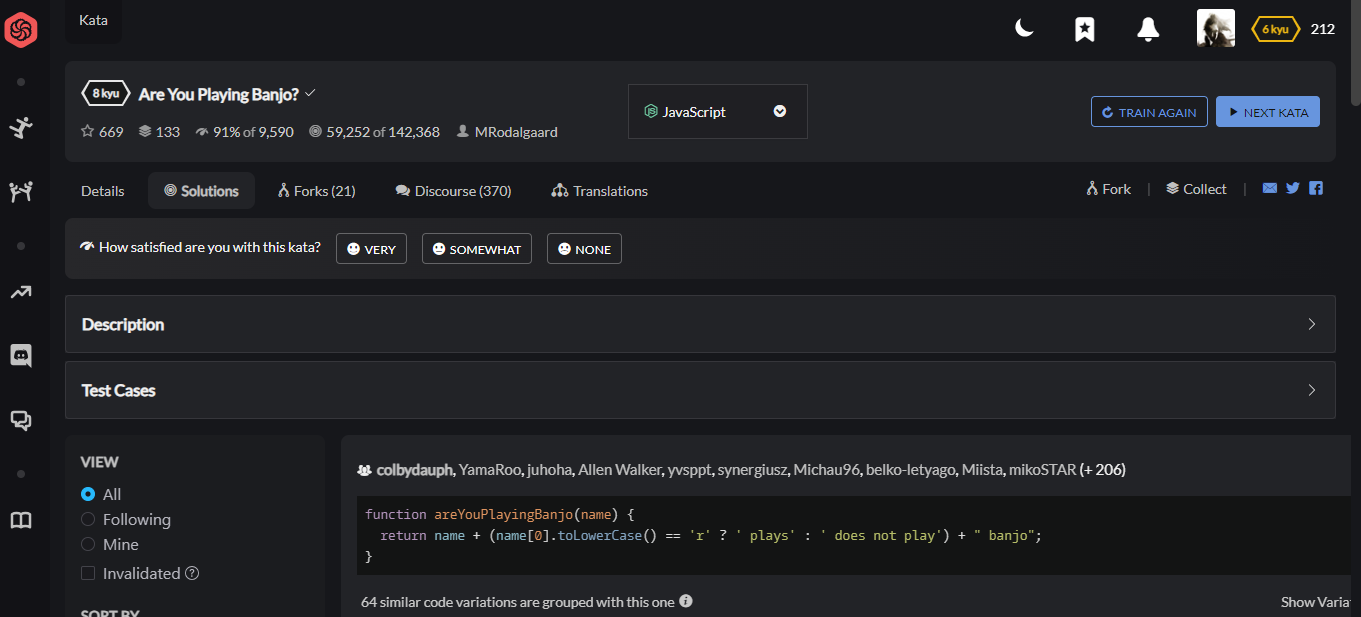 Kata
6 kyu 212
8 kyu Are You Playing Banjo?
JavaScript
TRAIN AGAIN NEXT KATA
669 133 91% of 9,590 59,252 of 142,368 MRodalgaard
Details Solutions Forks (21) Discourse (370) Translations
Fork | Collect |
How satisfied are you with this kata? VERY SOMEWHAT NONE
Description
Test Cases
VIEW
All
Following
Mine
Invalidated
SORT BY
colbydauph, YamaRoo, juhoha, Allen Walker, yvsppt, synergiusz, Michau96, belko-letyago, Miista, mikoSTAR (+ 206)
function areYouPlayingBanjo(name) {
return name + (name[0].toLowerCase() == 'r' ? ' plays' : ' does not play') + " banjo";
}
64 similar code variations are grouped with this one
Show Varia